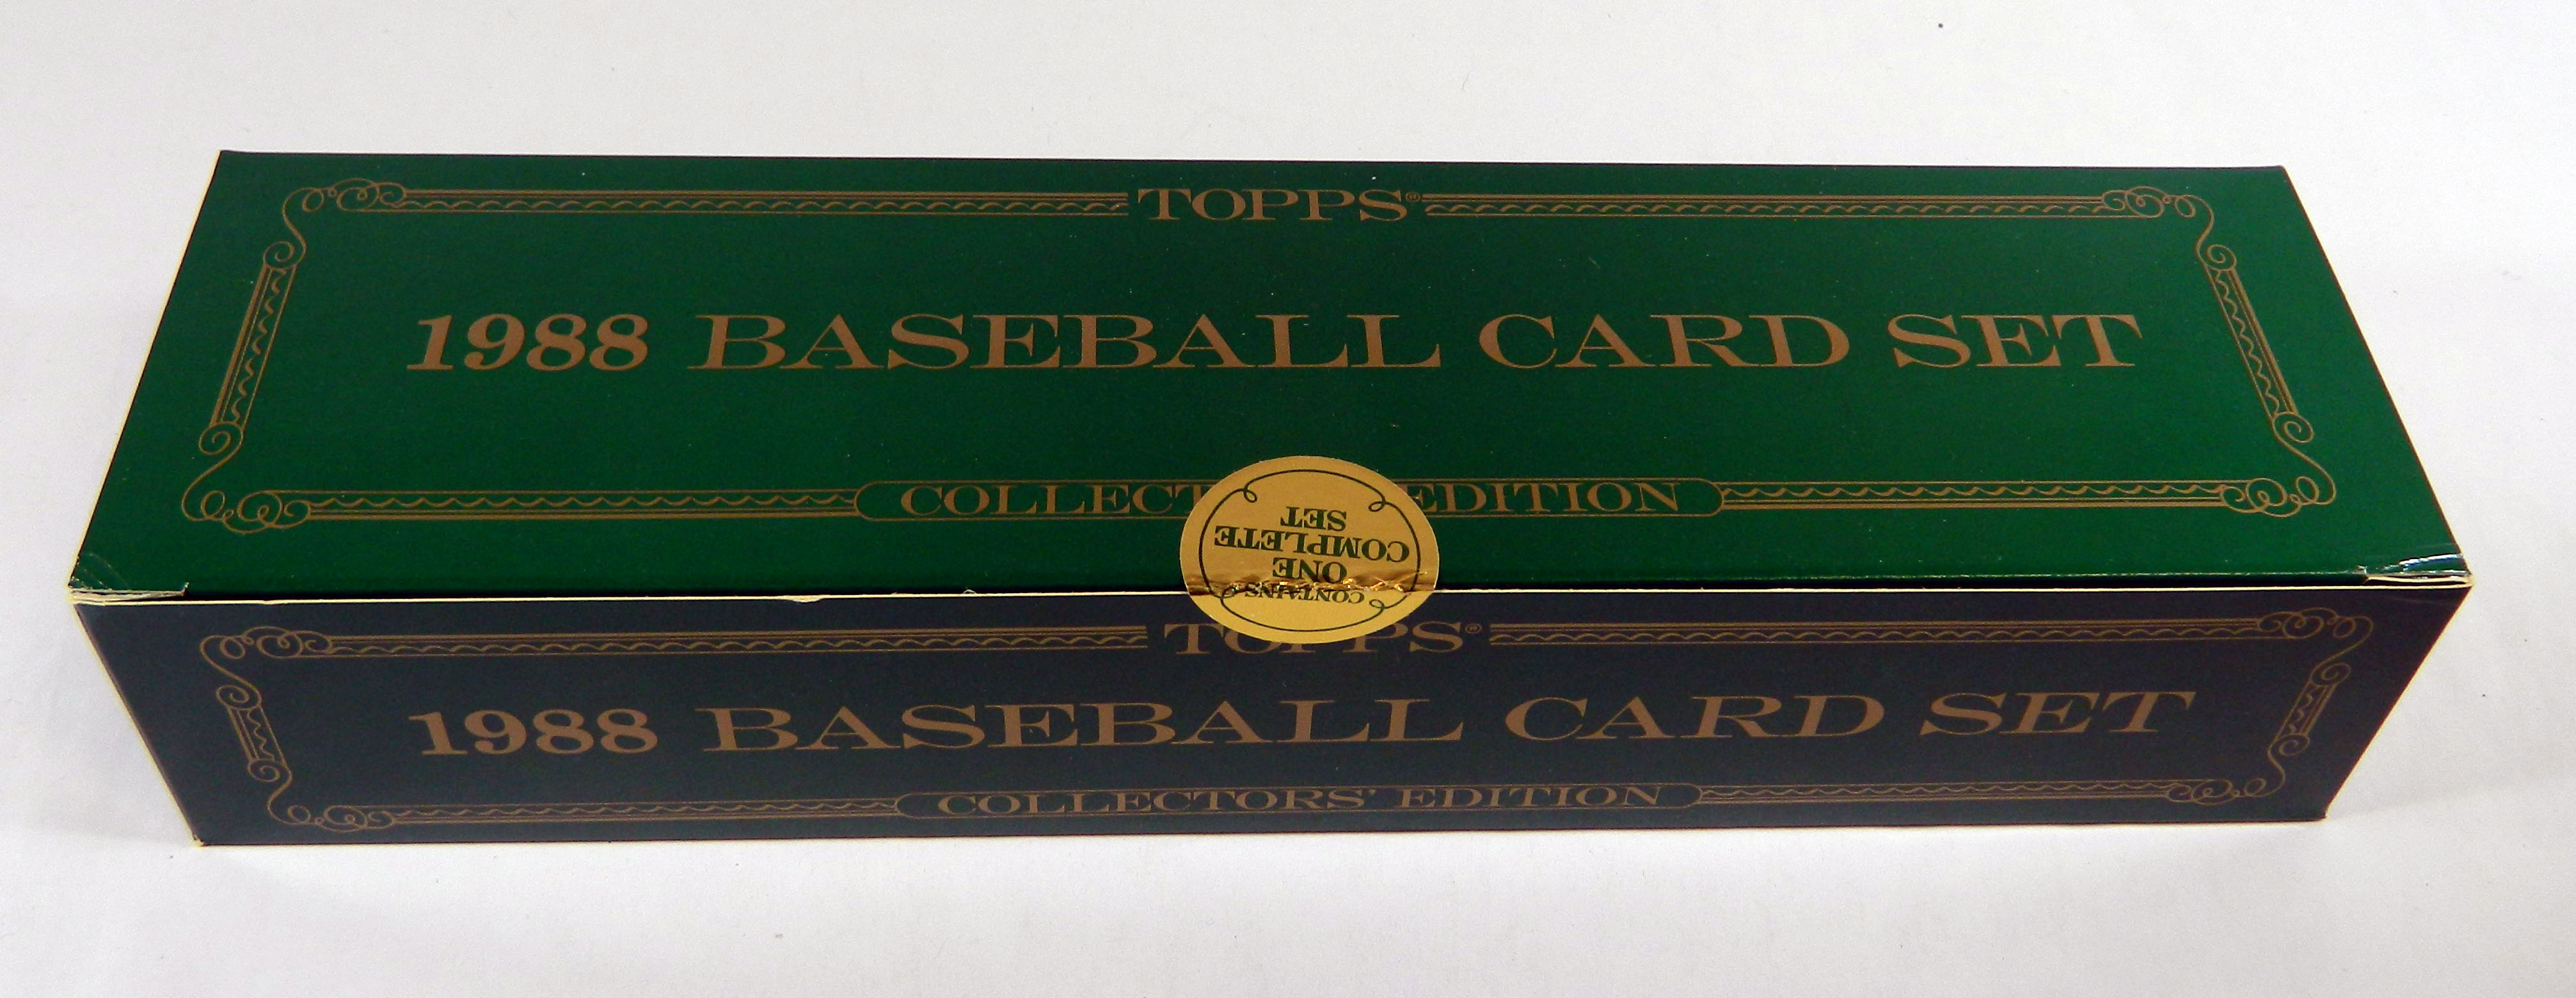 TOPPS®
1988 BASEBALL CARD SET
COLLECT EDITION
CONTAINS
ONE
COMPLETE
SET
TOPPS®
1988 BASEBALL CARD SET
COLLECTORS' EDITION